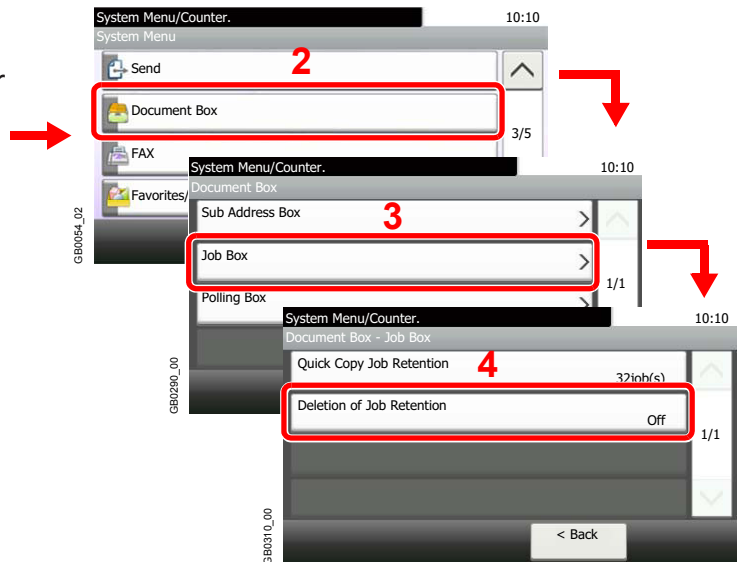 System Menu/Counter. 10:10
System Menu
r
Send
2
Document Box
3/5
FAX
Favorites/
GB0054_02
System Menu/Counter. 10:10
Document Box
Sub Address Box
3
Job Box
1/1
Polling Box
GB0290_00
System Menu/Counter. 10:10
Document Box - Job Box
Quick Copy Job Retention
4
32job(s)
Deletion of Job Retention
Off
1/1
< Back
GB0310_00